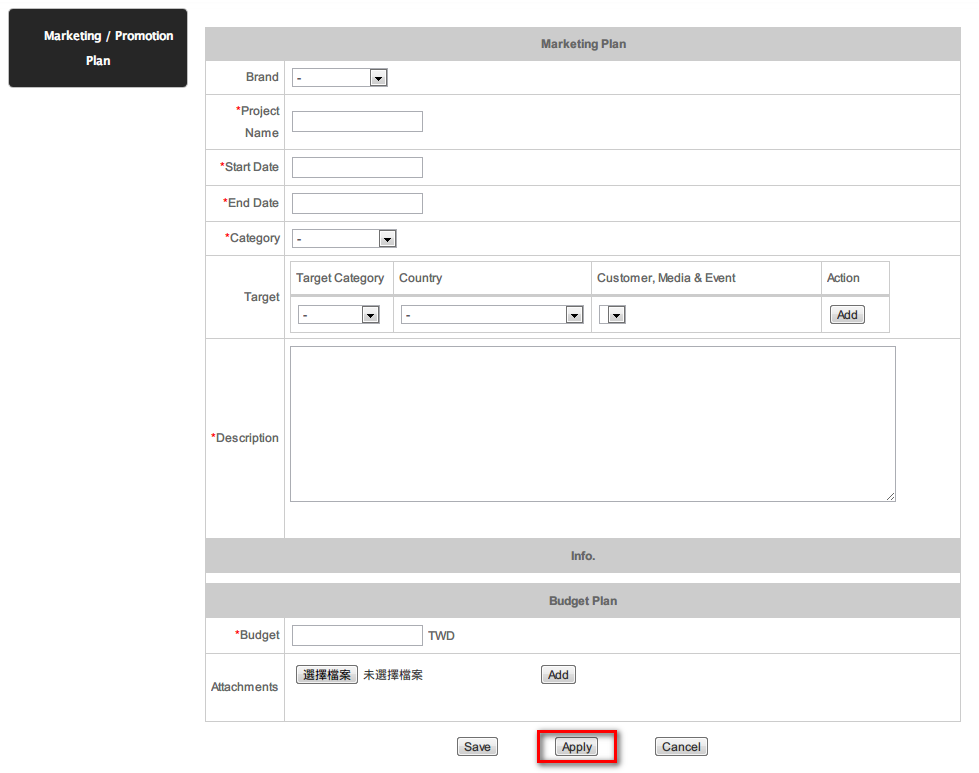 Marketing / Promotion
Plan
Marketing Plan
Brand
-
*Project
Name
*Start Date
*End Date
*Category
-
Target
Target Category
Country
Customer, Media & Event
Action
-
-
Add
*Description
Info.
Budget Plan
*Budget
TWD
Attachments
選擇檔案 未選擇檔案
Add
Save
Apply
Cancel